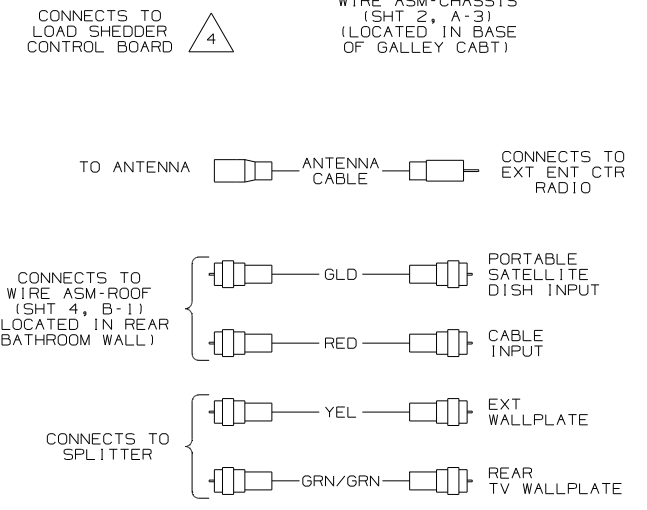 CONNECTS TO
LOAD SHEDDER
CONTROL BOARD
4
WIRE ASM-CHASSIS
(SHT 2, A-3)
(LOCATED IN BASE
OF GALLEY CABT)
TO ANTENNA
ANTENNA
CABLE
CONNECTS TO
EXT ENT CTR
RADIO
CONNECTS TO
WIRE ASM-ROOF
(SHT 4, B-1)
LOCATED IN REAR
BATHROOM WALL)
GLD
PORTABLE
SATELLITE
DISH INPUT
RED
CABLE
INPUT
CONNECTS TO
SPLITTER
YEL
EXT
WALLPLATE
GRN/GRN
REAR
TV WALLPLATE